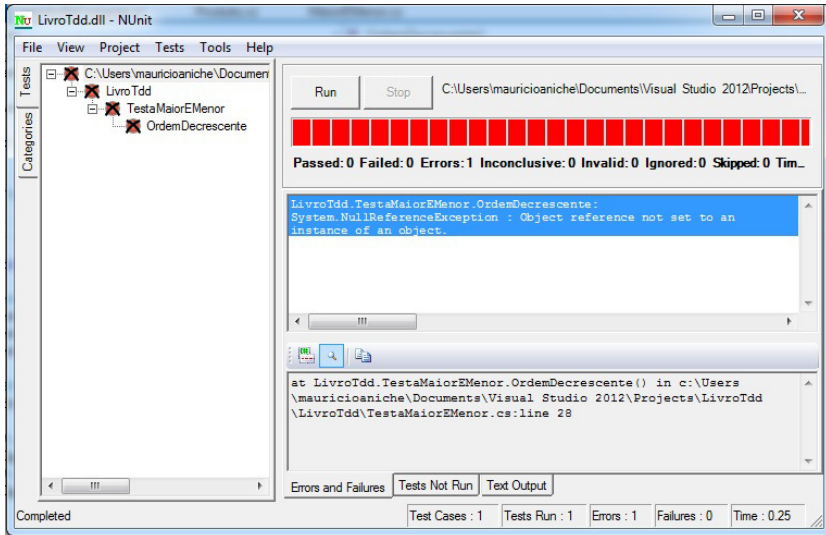 LivroTdd.dll - NUnit
File View Project Tests Tools Help
Tests
Categories
C:\Users\mauricioaniche\Documen
LivroTdd
TestaMaiorEMenor
OrdemDecrescente
Run Stop C:\Users\mauricioaniche\Documents\Visual Studio 2012\Projects\...
Passed: 0 Failed: 0 Errors: 1 Inconclusive: 0 Invalid: 0 Ignored: 0 Skipped: 0 Tim...
LivroTdd.TestaMaiorEMenor.OrdemDecrescente:
System.NullReferenceException : Object reference not set to an
instance of an object.
at LivroTdd.TestaMaiorEMenor.OrdemDecrescente() in c:\Users
\mauricioaniche\Documents\Visual Studio 2012\Projects\LivroTdd
\LivroTdd\TestaMaiorEMenor.cs:line 28
Errors and Failures Tests Not Run Text Output
Completed Test Cases : 1 Tests Run : 1 Errors : 1 Failures : 0 Time : 0.25